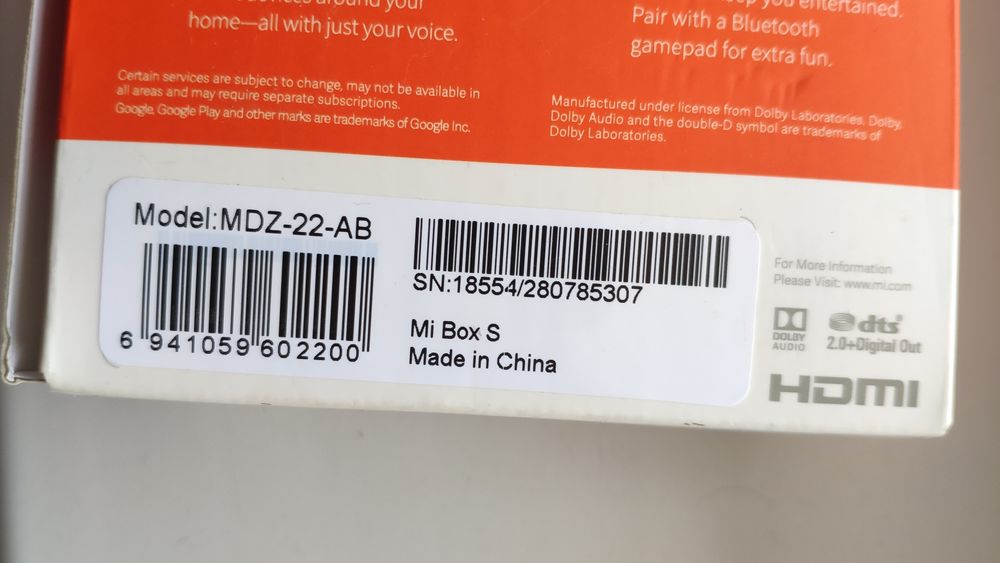 around your
home—all with just your voice.
Certain services are subject to change, may not be available in
all areas and may require separate subscriptions.
Google, Google Play and other marks are trademarks of Google Inc.
you entertained.
Pair with a Bluetooth
gamepad for extra fun.
Manufactured under license from Dolby Laboratories. Dolby,
Dolby Audio and the double-D symbol are trademarks of
Dolby Laboratories.
Model:MDZ-22-AB
6 941059 602200
SN:18554/280785307
Mi Box S
Made in China
For More Information
Please Visit: www.mi.com
DOLBY
AUDIO
dts
2.0+Digital Out
HDMI